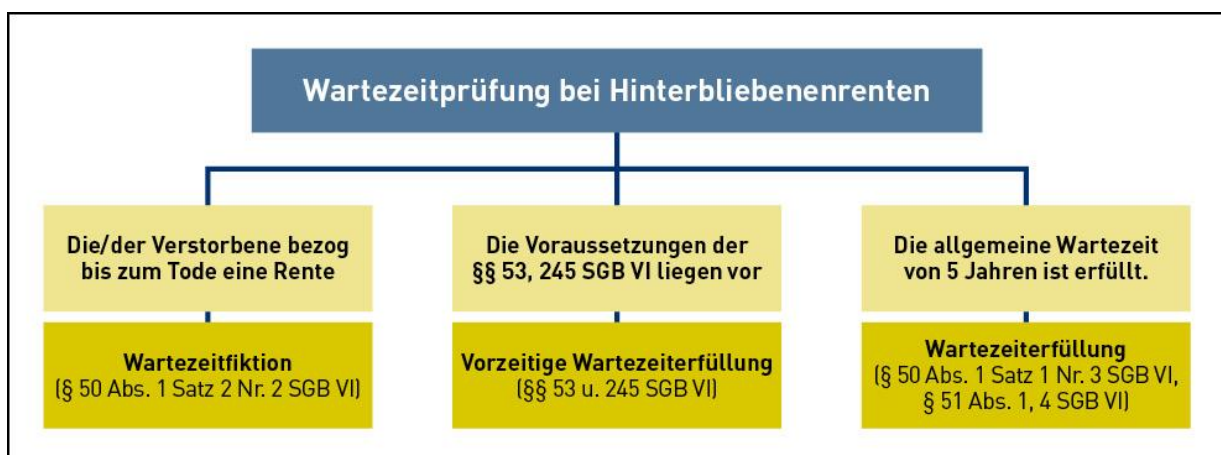 Wartezeitprüfung bei Hinterbliebenenrenten
Die/der Verstorbene bezog
bis zum Tode eine Rente
Wartezeitfiktion
(§ 50 Abs. 1 Satz 2 Nr. 2 SGB VI)
Die Voraussetzungen der
§§ 53, 245 SGB VI liegen vor
Vorzeitige Wartezeiterfüllung
(§§ 53 u. 245 SGB VI)
Die allgemeine Wartezeit
von 5 Jahren ist erfüllt.
Wartezeiterfüllung
(§ 50 Abs. 1 Satz 1 Nr. 3 SGB VI,
§ 51 Abs. 1, 4 SGB VI)